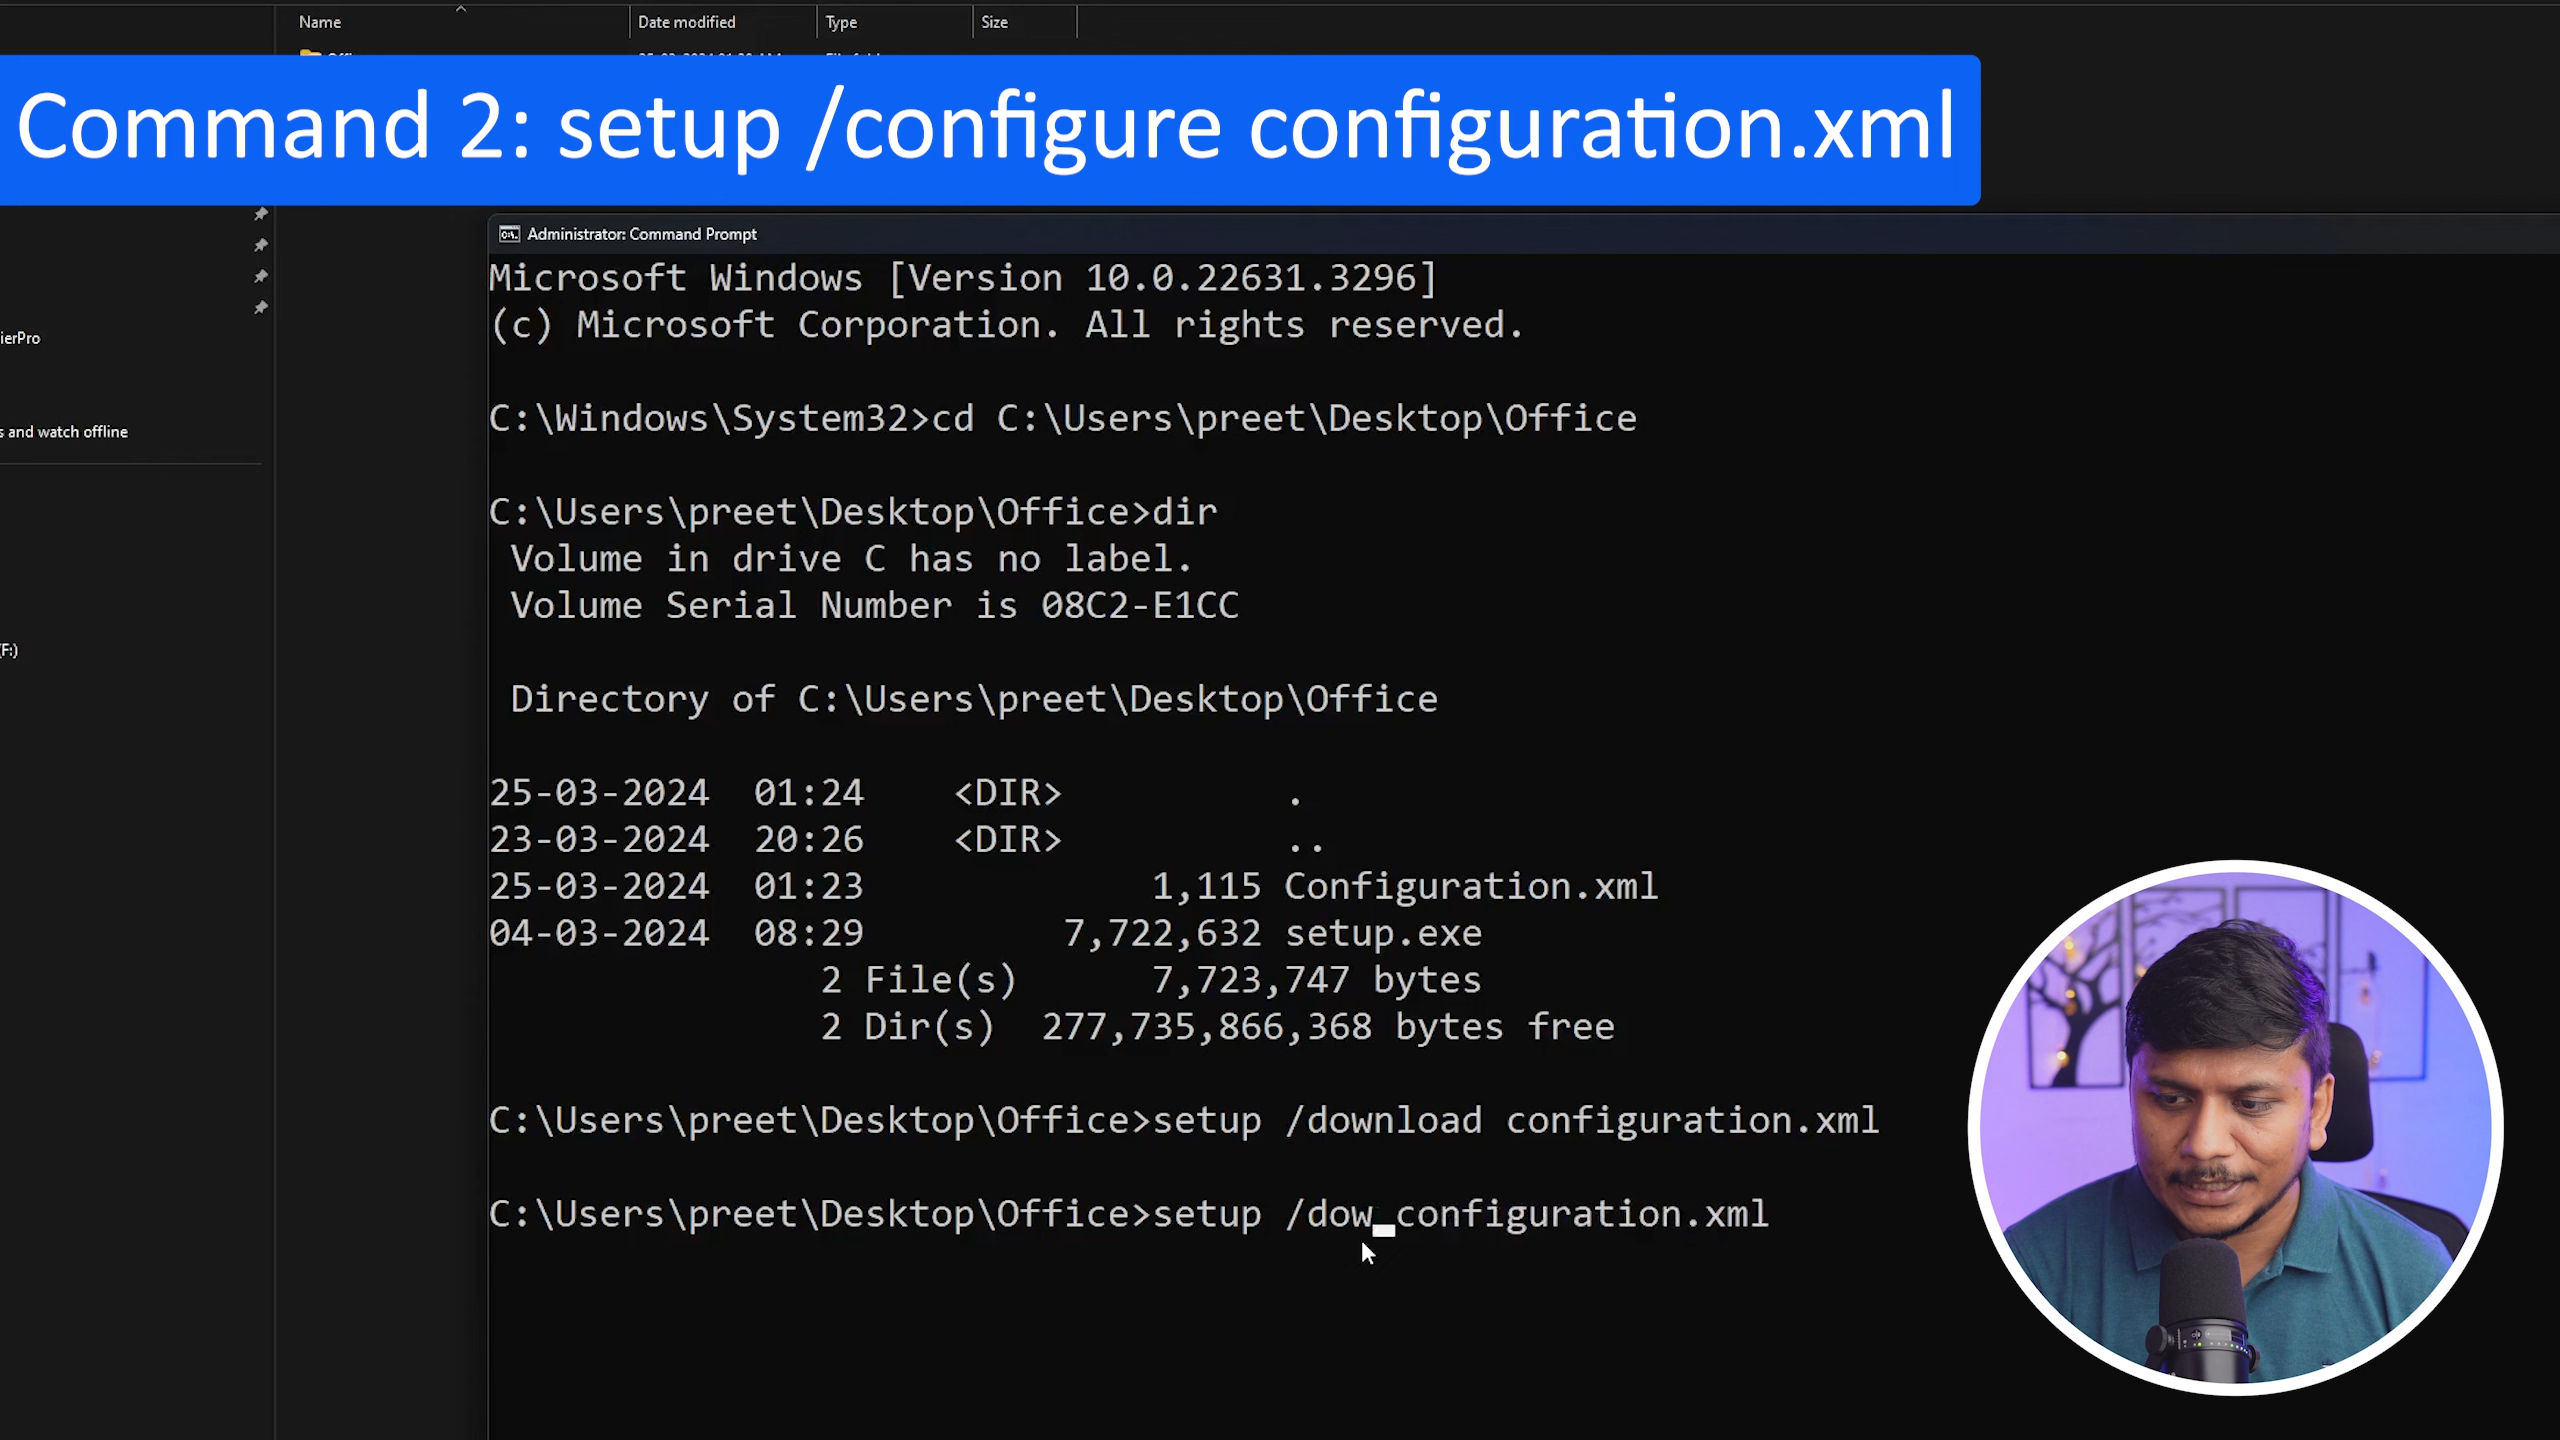 Name
Date modified
Type
Size
Command 2: setup /configure configuration.xml
Administrator: Command Prompt
Microsoft Windows [Version 10.0.22631.3296]
(c) Microsoft Corporation. All rights reserved.
ierPro
C:\Windows\System32>cd C:\Users\preet\Desktop\Office
s and watch offline
C:\Users\preet\Desktop\Office>dir
Volume in drive C has no label.
Volume Serial Number is 08C2-E1CC
(F:)
Directory of C:\Users\preet\Desktop\Office
25-03-2024 01:24 <DIR> .
23-03-2024 20:26 <DIR> ..
25-03-2024 01:23 1,115 Configuration.xml
04-03-2024 08:29 7,722,632 setup.exe
2 File(s) 7,723,747 bytes
2 Dir(s) 277,735,866,368 bytes free
C:\Users\preet\Desktop\Office>setup /download configuration.xml
C:\Users\preet\Desktop\Office>setup /dow configuration.xml